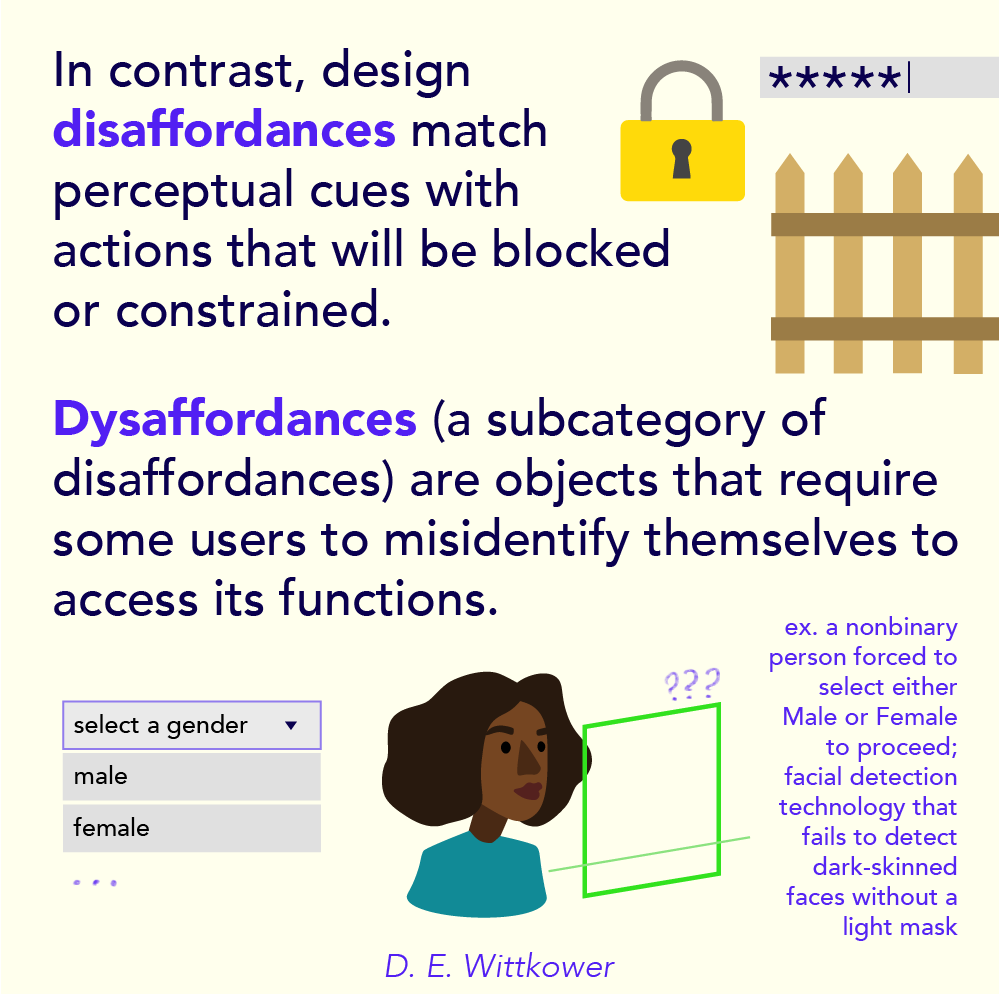 In contrast, design
disaffordances match
perceptual cues with
actions that will be blocked
or constrained.
*****|
Dysaffordances (a subcategory of
disaffordances) are objects that require
some users to misidentify themselves to
access its functions.
select a gender
male
female
...
???
ex. a nonbinary
person forced to
select either
Male or Female
to proceed;
facial detection
technology that
fails to detect
dark-skinned
faces without a
light mask
D. E. Wittkower